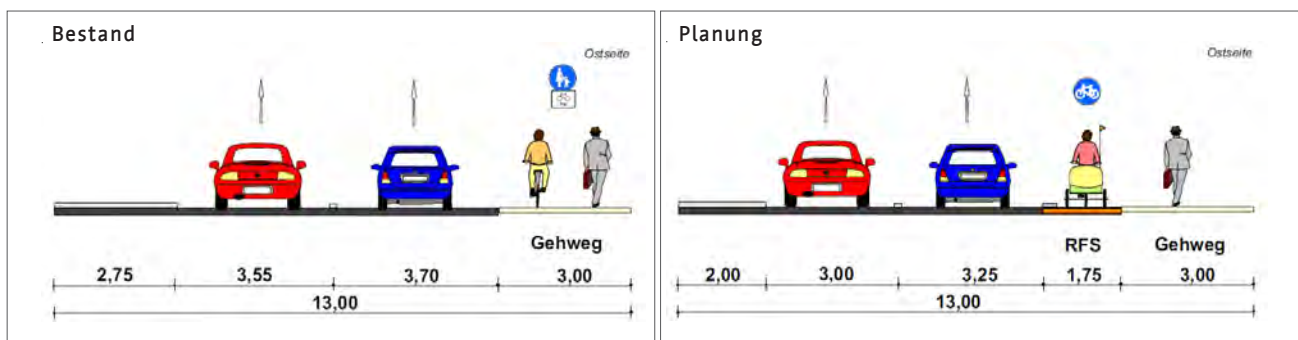 Bestand
Ostseite
Gehweg
2,75 3,55 3,70 3,00
13,00
Planung
Ostseite
RFS Gehweg
2,00 3,00 3,25 1,75 3,00
13,00